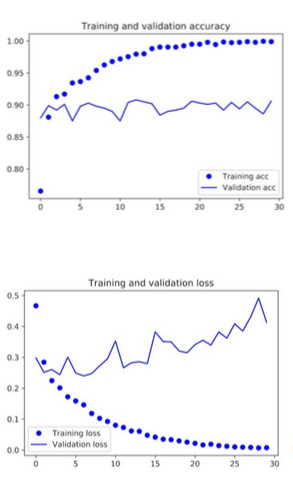 Training and validation accuracy
1.00
0.95
0.90
0.85
0.80
Training acc
Validation acc
0 5 10 15 20 25 30
Training and validation loss
0.5
0.4
0.3
0.2
0.1
0.0
Training loss
Validation loss
0 5 10 15 20 25 30